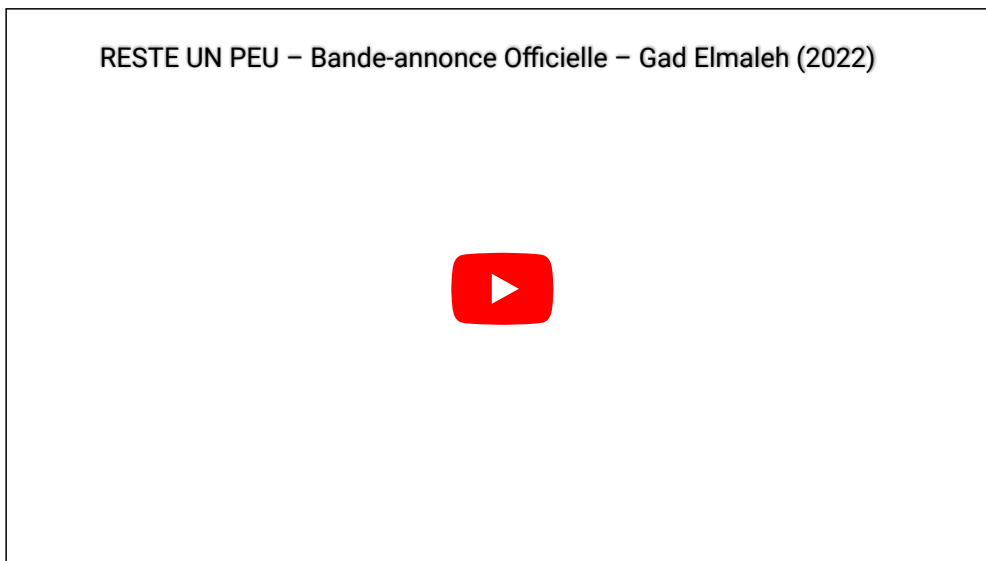 RESTE UN PEU – Bande-annonce Officielle – Gad Elmaleh (2022)